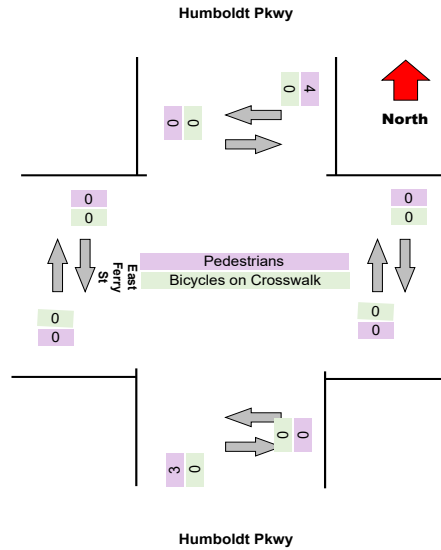 Humboldt Pkwy
0 4
0 0
North
0
0
0
0
East
Ferry
St
Pedestrians
Bicycles on Crosswalk
0
0
0
0
0 0
3 0
Humboldt Pkwy